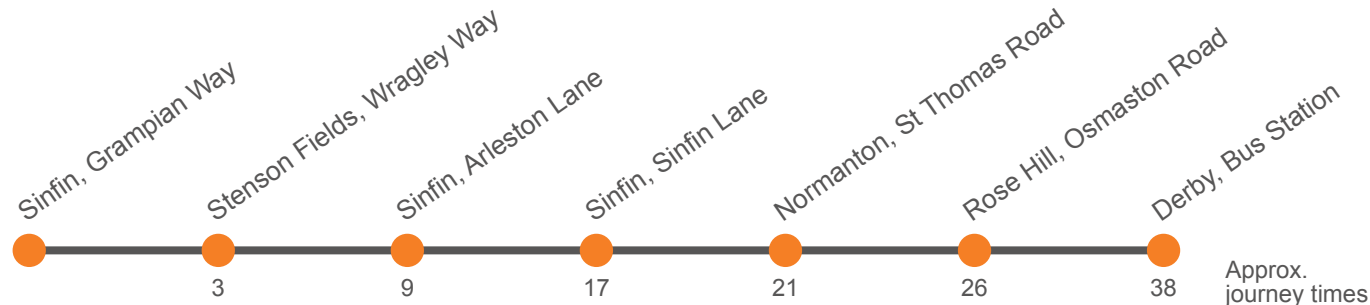 Sinfin, Grampian Way
Stenson Fields, Wragley Way
Sinfin, Arleston Lane
Sinfin, Sinfin Lane
Normanton, St Thomas Road
Rose Hill, Osmaston Road
Derby, Bus Station
3
9
17
21
26
38
Approx.
journey times